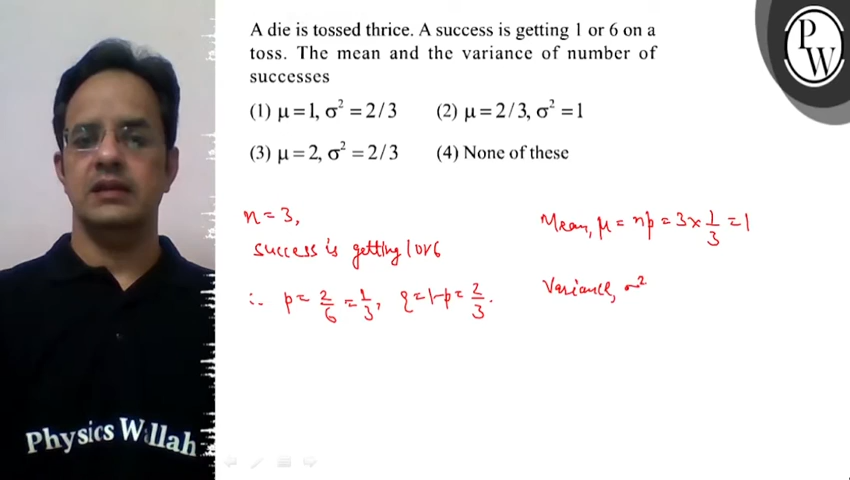 A die is tossed thrice. A success is getting 1 or 6 on a
toss. The mean and the variance of number of
successes
(1) μ = 1, σ² = 2/3 (2) μ = 2/3, σ² = 1
(3) μ = 2, σ² = 2/3 (4) None of these
n = 3,
success is getting 1 or 6
∴ p = 2/6 = 1/3, q = 1-p = 2/3.
Mean, μ = np = 3 × 1/3 = 1
Variance, σ²
Physics Wallah
PW